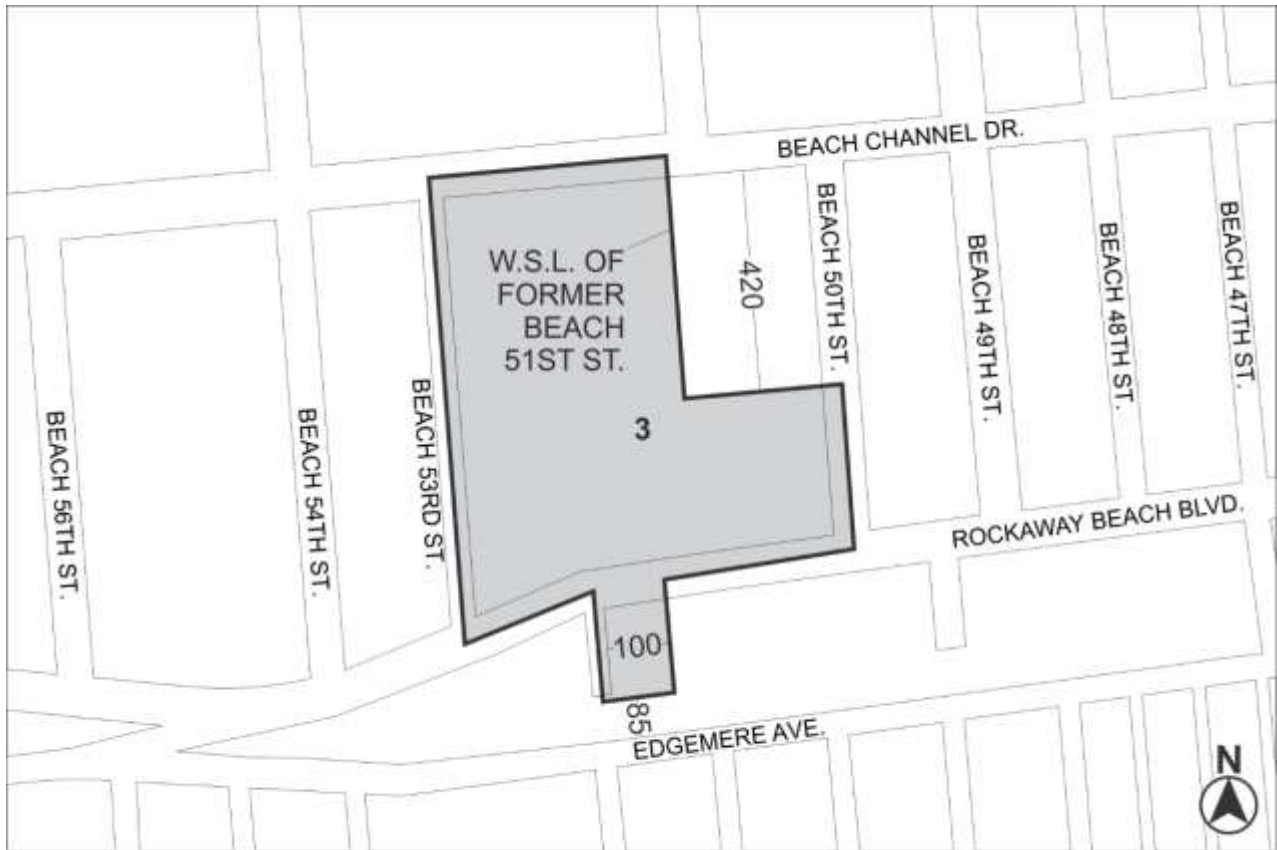 BEACH CHANNEL DR.
W.S.L. OF
FORMER
BEACH
51ST ST.
420
BEACH 50TH ST.
BEACH 49TH ST.
BEACH 48TH ST.
BEACH 47TH ST.
BEACH 56TH ST.
BEACH 54TH ST.
BEACH 53RD ST.
3
ROCKAWAY BEACH BLVD.
100
85
EDGEMERE AVE.
N